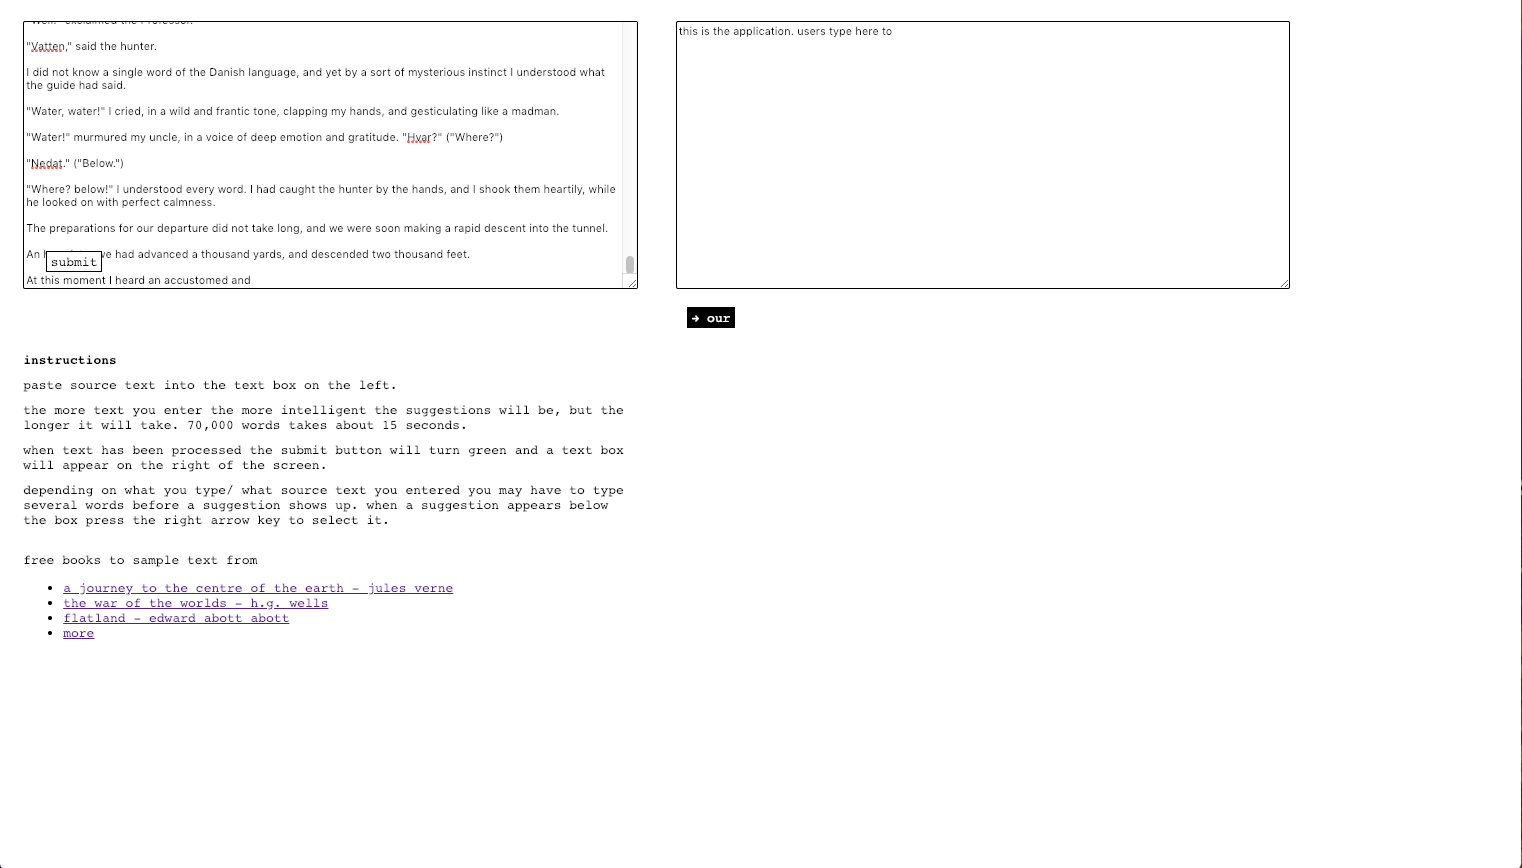 "Well!" exclaimed the Professor.
"Vatten," said the hunter.
I did not know a single word of the Danish language, and yet by a sort of mysterious instinct I understood what
the guide had said.
"Water, water!" I cried, in a wild and frantic tone, clapping my hands, and gesticulating like a madman.
"Water!" murmured my uncle, in a voice of deep emotion and gratitude. "Hvar?" ("Where?")
"Nedat." ("Below.")
"Where? below!" I understood every word. I had caught the hunter by the hands, and I shook them heartily, while
he looked on with perfect calmness.
The preparations for our departure did not take long, and we were soon making a rapid descent into the tunnel.
An we had advanced a thousand yards, and descended two thousand feet.
submit
At this moment I heard an accustomed and
this is the application. users type here to
→ our
instructions
paste source text into the text box on the left.
the more text you enter the more intelligent the suggestions will be, but the
longer it will take. 70,000 words takes about 15 seconds.
when text has been processed the submit button will turn green and a text box
will appear on the right of the screen.
depending on what you type/ what source text you entered you may have to type
several words before a suggestion shows up. when a suggestion appears below
the box press the right arrow key to select it.
free books to sample text from
a journey to the centre of the earth - jules verne
the war of the worlds - h.g. wells
flatland - edward abott abott
more